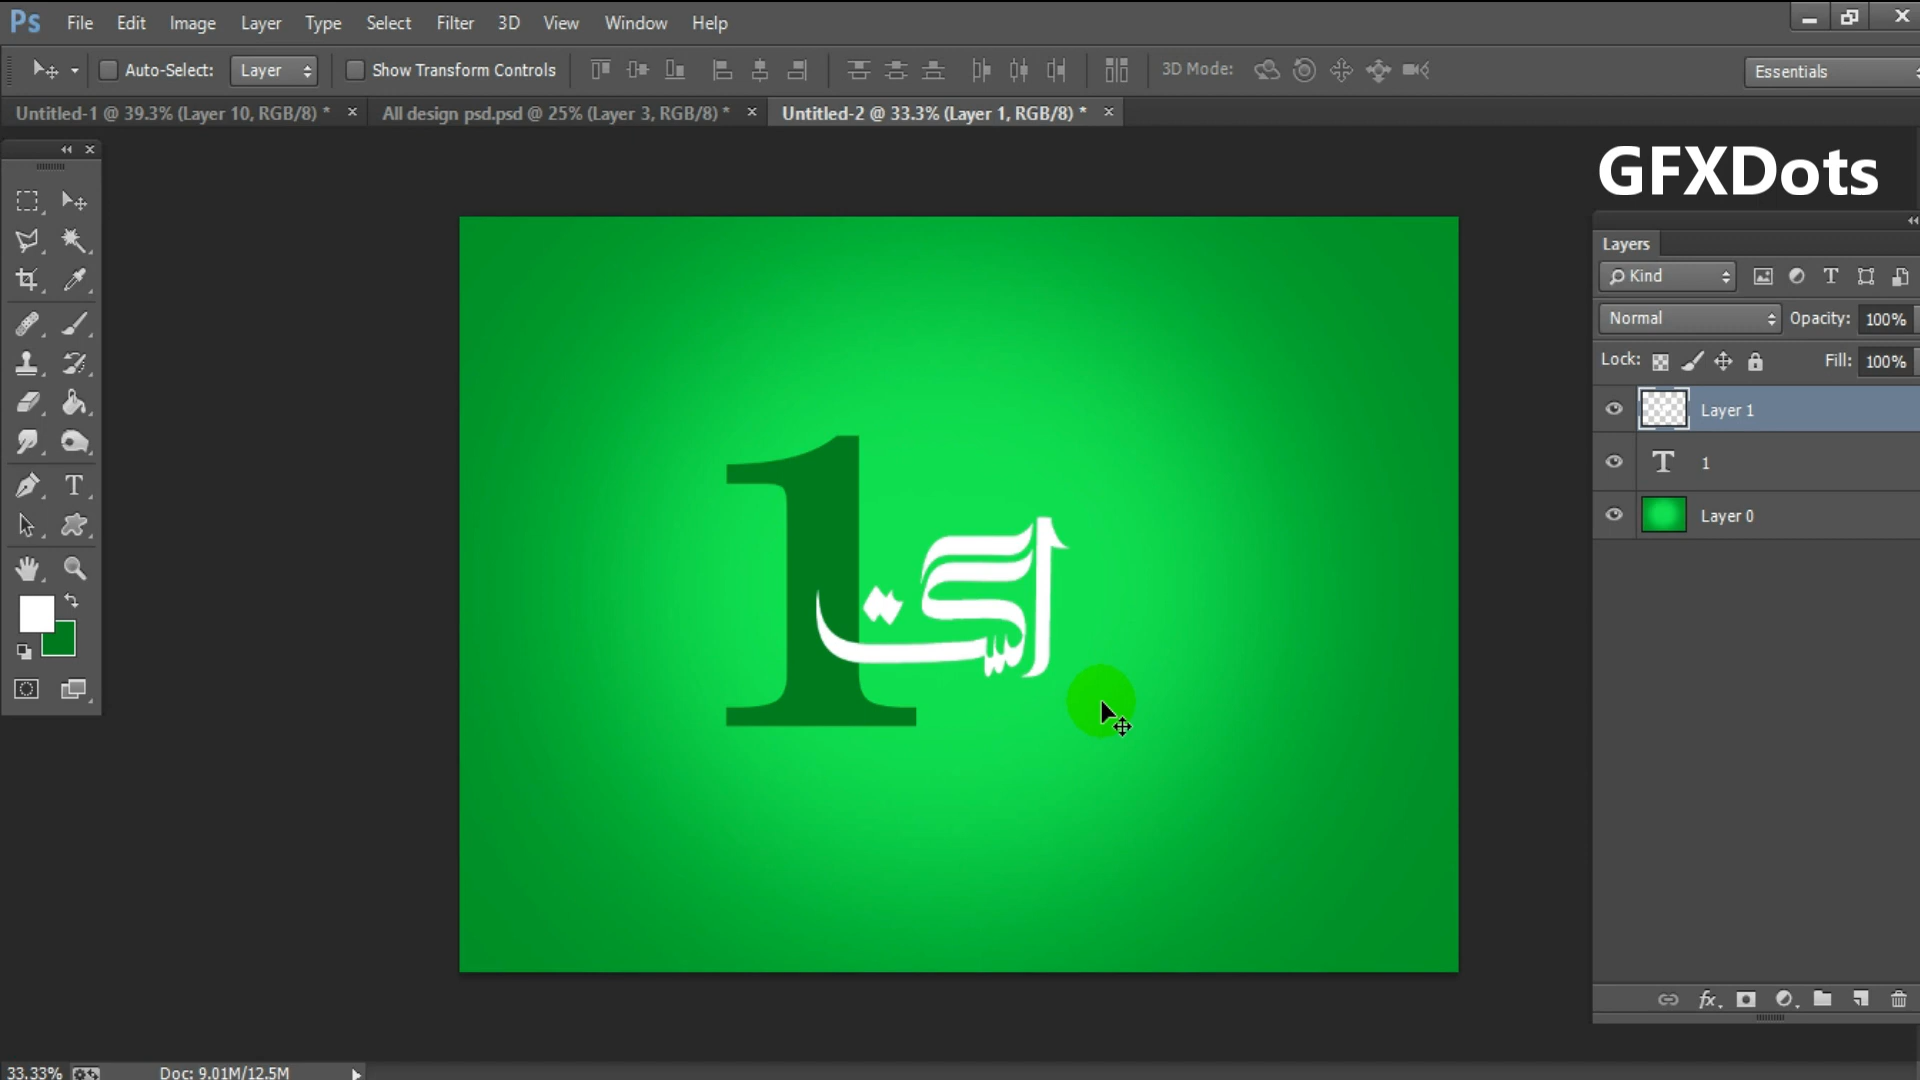 Ps File Edit Image Layer Type Select Filter 3D View Window Help
Auto-Select: Layer Show Transform Controls 3D Mode: Essentials
Untitled-1 @ 39.3% (Layer 10, RGB/8) * × All design psd.psd @ 25% (Layer 3, RGB/8) * × Untitled-2 @ 33.3% (Layer 1, RGB/8) * ×
GFXDots
Layers
Kind
Normal Opacity: 100%
Lock: Fill: 100%
Layer 1
T 1
Layer 0
1
اگست
fx
33.33% Doc: 9.01M/12.5M